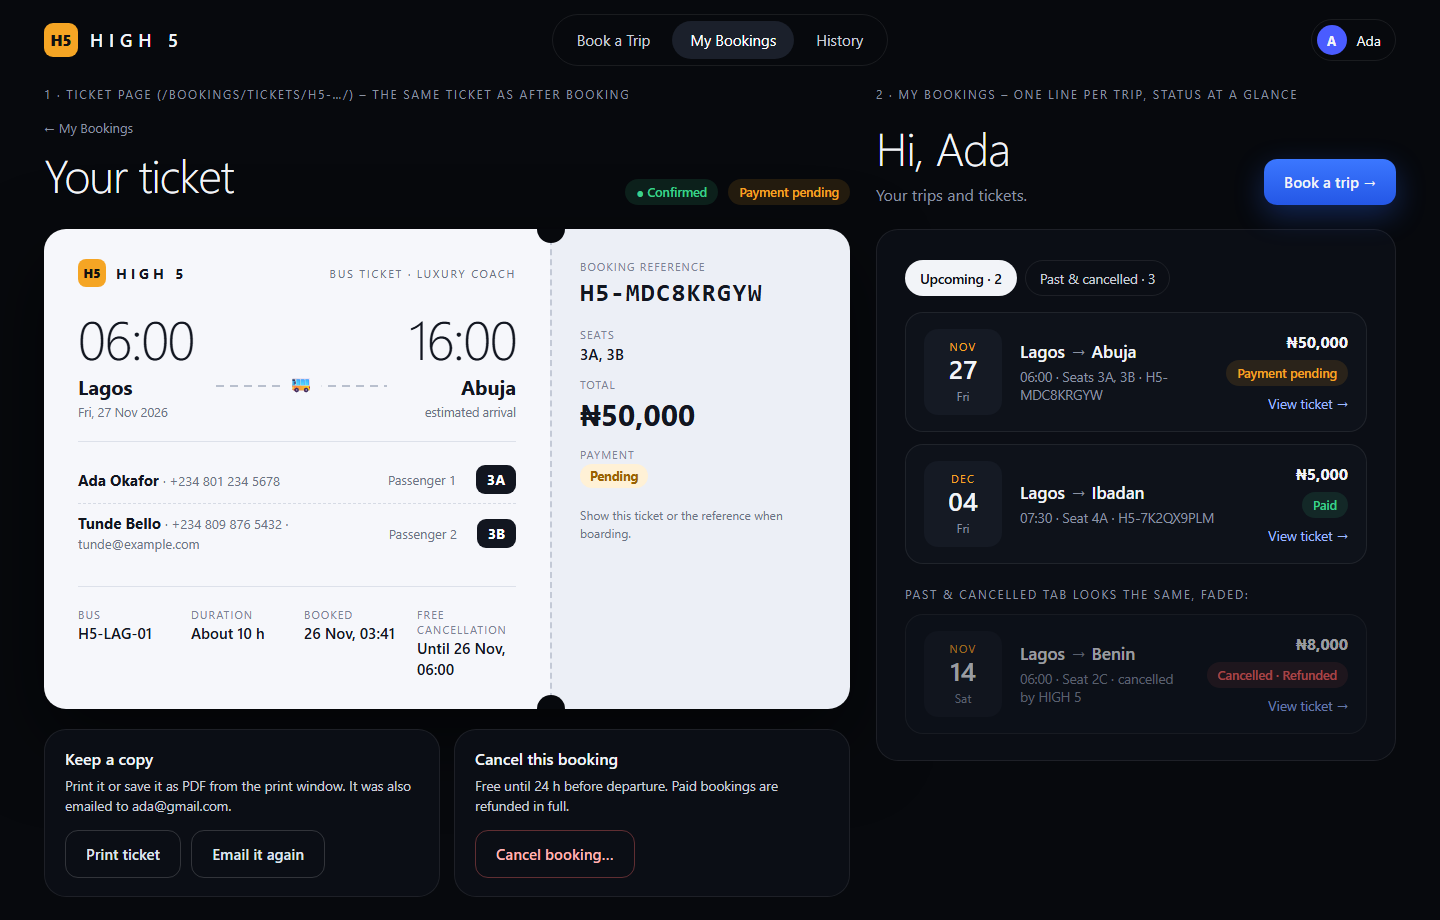 H5 HIGH 5
Book a Trip
My Bookings
History
A Ada
1 · TICKET PAGE (/BOOKINGS/TICKETS/H5-…/) – THE SAME TICKET AS AFTER BOOKING
← My Bookings
Your ticket
● Confirmed
Payment pending
H5 HIGH 5
BUS TICKET · LUXURY COACH
06:00
16:00
Lagos
Abuja
Fri, 27 Nov 2026
estimated arrival
Ada Okafor · +234 801 234 5678
Passenger 1
3A
Tunde Bello · +234 809 876 5432 ·
tunde@example.com
Passenger 2
3B
BUS
H5-LAG-01
DURATION
About 10 h
BOOKED
26 Nov, 03:41
FREE
CANCELLATION
Until 26 Nov,
06:00
BOOKING REFERENCE
H5-MDC8KRGYW
SEATS
3A, 3B
TOTAL
₦50,000
PAYMENT
Pending
Show this ticket or the reference when
boarding.
Keep a copy
Print it or save it as PDF from the print window. It was also
emailed to ada@gmail.com.
Print ticket
Email it again
Cancel this booking
Free until 24 h before departure. Paid bookings are
refunded in full.
Cancel booking…
2 · MY BOOKINGS – ONE LINE PER TRIP, STATUS AT A GLANCE
Hi, Ada
Your trips and tickets.
Book a trip →
Upcoming · 2
Past & cancelled · 3
NOV
27
Fri
Lagos → Abuja
06:00 · Seats 3A, 3B · H5-
MDC8KRGYW
₦50,000
Payment pending
View ticket →
DEC
04
Fri
Lagos → Ibadan
07:30 · Seat 4A · H5-7K2QX9PLM
₦5,000
Paid
View ticket →
PAST & CANCELLED TAB LOOKS THE SAME, FADED:
NOV
14
Sat
Lagos → Benin
06:00 · Seat 2C · cancelled
by HIGH 5
₦8,000
Cancelled · Refunded
View ticket →